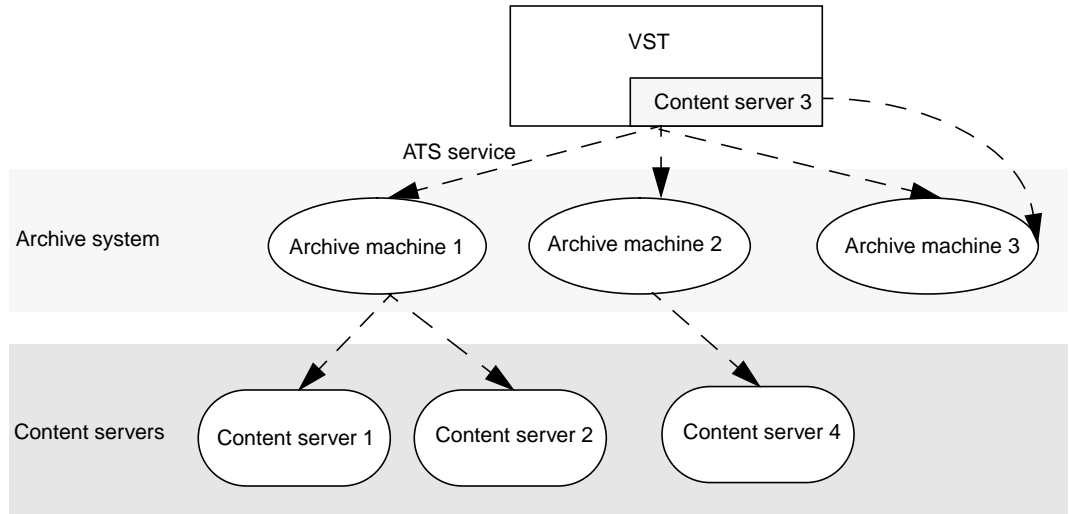 VST
Content server 3
ATS service
Archive system
Archive machine 1
Archive machine 2
Archive machine 3
Content servers
Content server 1
Content server 2
Content server 4